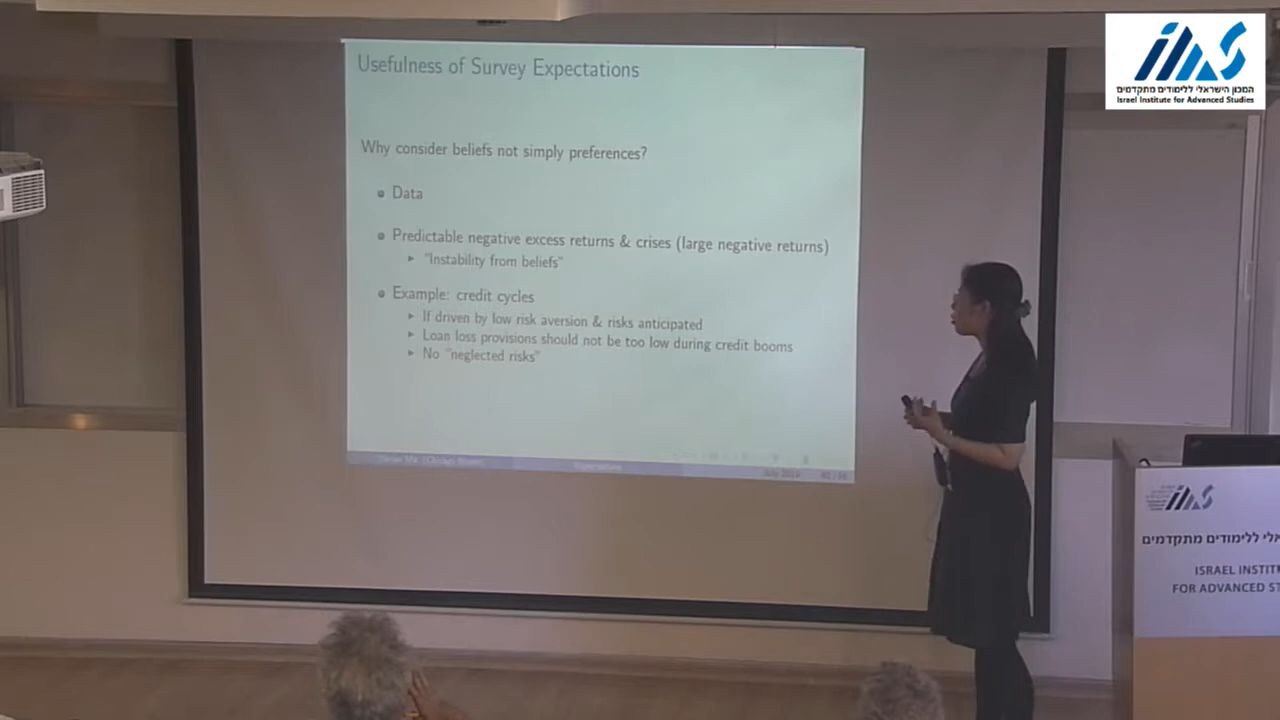 המכון הישראלי ללימודים מתקדמים
Israel Institute for Advanced Studies
Usefulness of Survey Expectations
Why consider beliefs not simply preferences?
Data
Predictable negative excess returns & crises (large negative returns)
"Instability from beliefs"
Example: credit cycles
If driven by low risk aversion & risks anticipated
Loan loss provisions should not be too low during credit booms
No "neglected risks"
Expectations
July 2019
ללימודים מתקדמים
ISRAEL
FOR ADVANCED